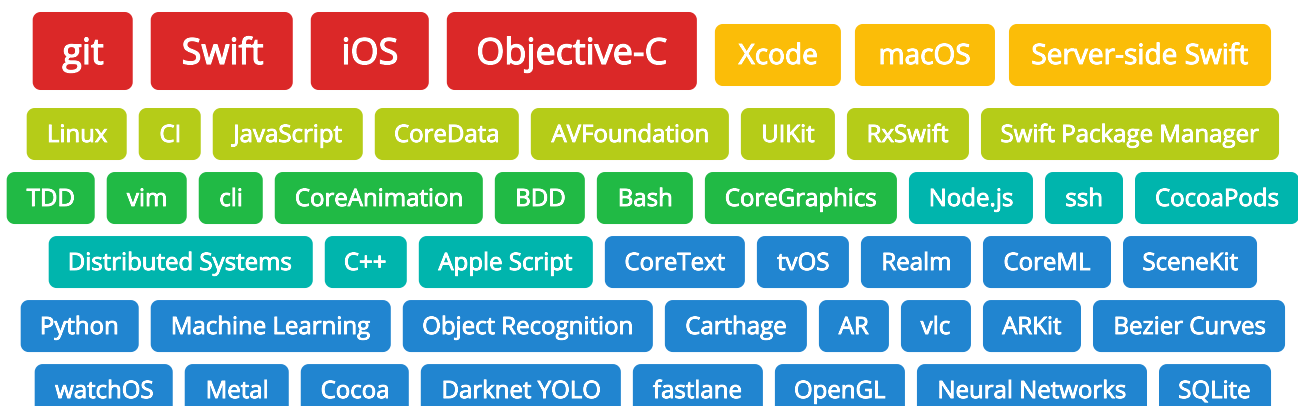 git Swift iOS Objective-C Xcode macOS Server-side Swift
Linux CI JavaScript CoreData AVFoundation UIKit RxSwift Swift Package Manager
TDD vim cli CoreAnimation BDD Bash CoreGraphics Node.js ssh CocoaPods
Distributed Systems C++ Apple Script CoreText tvOS Realm CoreML SceneKit
Python Machine Learning Object Recognition Carthage AR vlc ARKit Bezier Curves
watchOS Metal Cocoa Darknet YOLO fastlane OpenGL Neural Networks SQLite